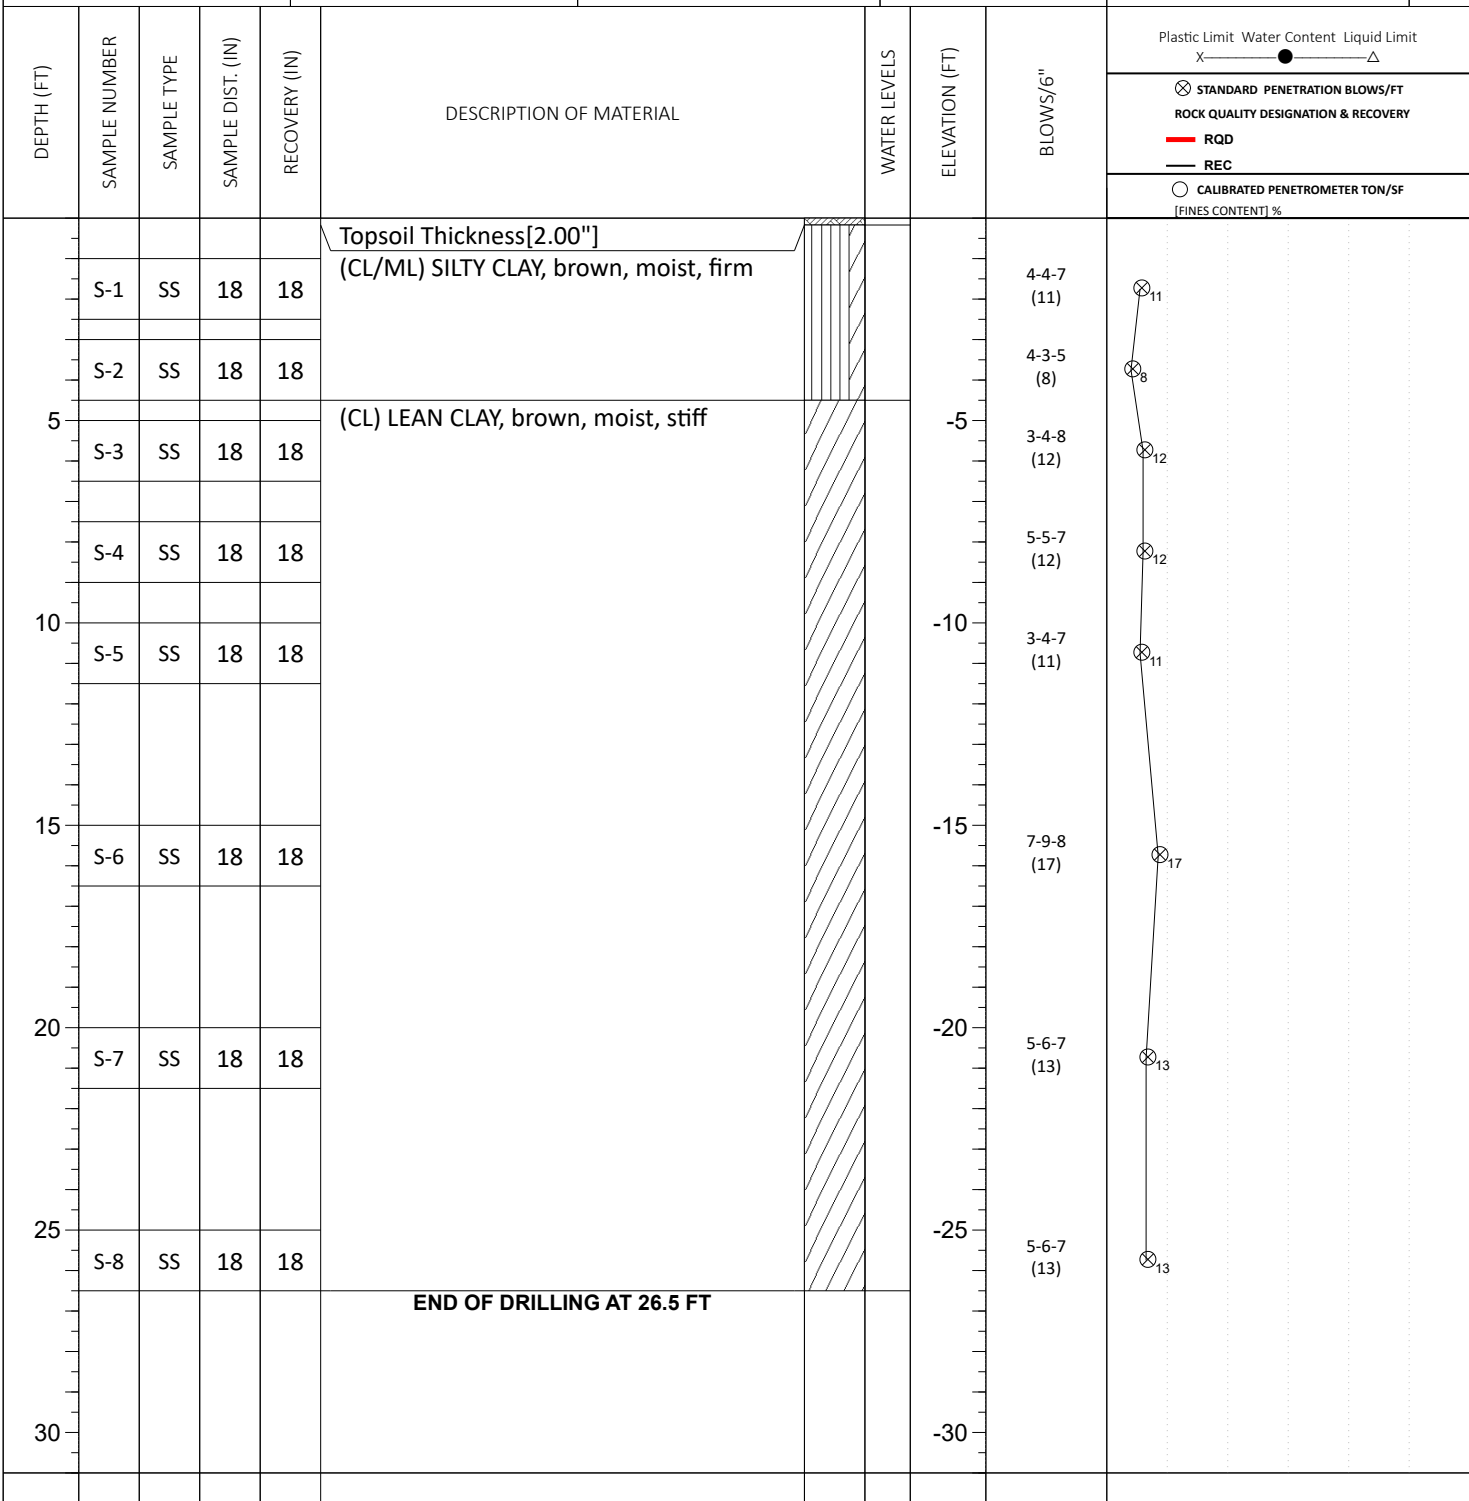 DEPTH (FT)
SAMPLE NUMBER
SAMPLE TYPE
SAMPLE DIST. (IN)
RECOVERY (IN)
DESCRIPTION OF MATERIAL
WATER LEVELS
ELEVATION (FT)
BLOWS/6"
Plastic Limit Water Content Liquid Limit
X
STANDARD PENETRATION BLOWS/FT
ROCK QUALITY DESIGNATION & RECOVERY
RQD
REC
CALIBRATED PENETROMETER TON/SF
[FINES CONTENT] %
Topsoil Thickness[2.00"]
(CL/ML) SILTY CLAY, brown, moist, firm
S-1 SS 18 18 4-4-7
(11) 11
S-2 SS 18 18 4-3-5
(8) 8
5 (CL) LEAN CLAY, brown, moist, stiff -5
S-3 SS 18 18 3-4-8
(12) 12
S-4 SS 18 18 5-5-7
(12) 12
10 -10
S-5 SS 18 18 3-4-7
(11) 11
15 -15
S-6 SS 18 18 7-9-8
(17) 17
20 -20
S-7 SS 18 18 5-6-7
(13) 13
25 -25
S-8 SS 18 18 5-6-7
(13) 13
END OF DRILLING AT 26.5 FT
30 -30